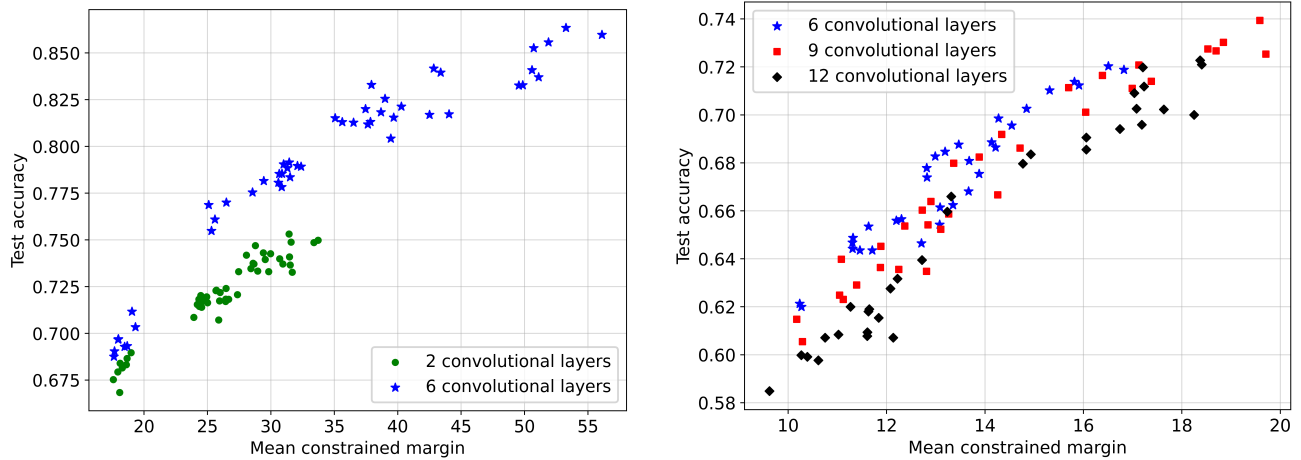 0.850
0.825
0.800
0.775
0.750
0.725
0.700
0.675
Test accuracy
2 convolutional layers
6 convolutional layers
20 25 30 35 40 45 50 55
Mean constrained margin
0.74
0.72
0.70
0.68
0.66
0.64
0.62
0.60
0.58
Test accuracy
6 convolutional layers
9 convolutional layers
12 convolutional layers
10 12 14 16 18 20
Mean constrained margin